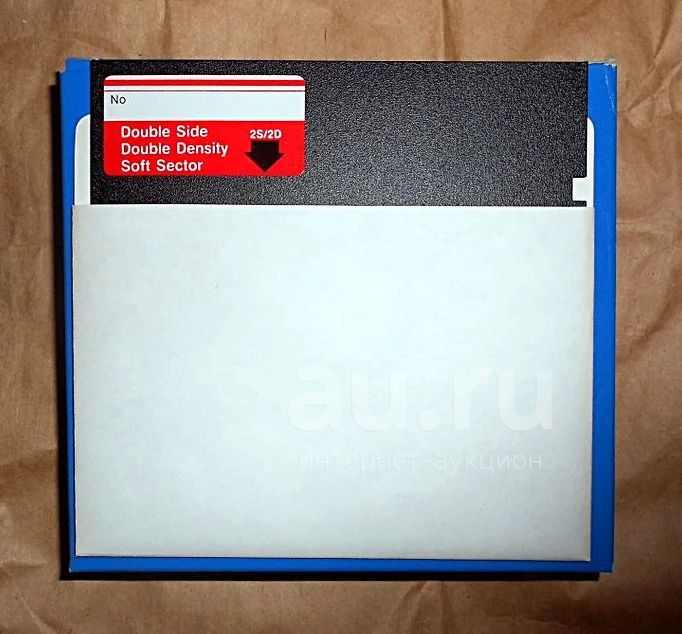 No
Double Side
Double Density
Soft Sector
2S/2D
au.ru
интернет-аукцион